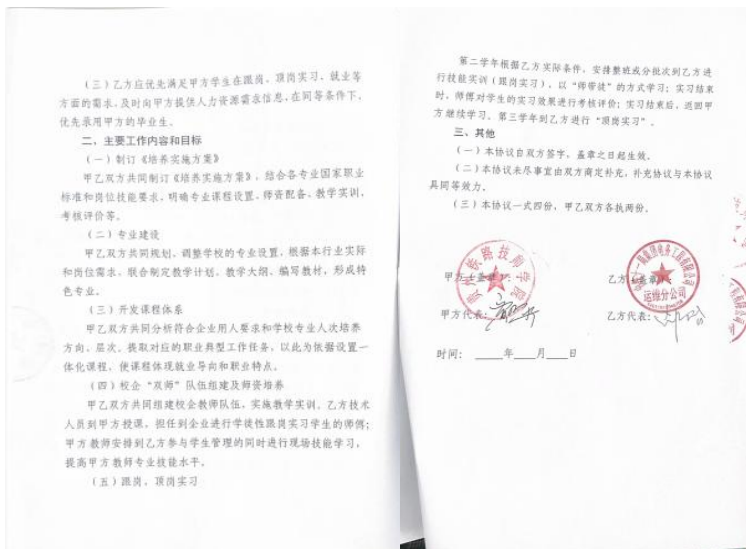 （三）乙方应优先满足甲方学生在跟岗、顶岗实习、就业等
方面的需求，及时向甲方提供人力资源需求信息，在同等条件下，
优先录用甲方的毕业生。
二、主要工作内容和目标
（一）制订《培养实施方案》
甲乙双方共同制订《培养实施方案》，结合各专业国家职业
标准和岗位技能要求，明确专业课程设置、师资配备、教学实训、
考核评价等。
（二）专业建设
甲乙双方共同规划、调整学校的专业设置，根据本行业实际
和岗位需求，联合制定教学计划、教学大纲、编写教材，形成特
色专业。
（三）开发课程体系
甲乙双方共同分析符合企业用人要求和学校专业人次培养
方向、层次，提取对应的职业典型工作任务，以此为依据设置一
体化课程，使课程体现就业导向和职业特点。
（四）校企“双师”队伍组建及师资培养
甲乙双方共同组建校企教师队伍，实施教学实训。乙方技术
人员到甲方授课，担任到企业进行学徒性跟岗实习学生的师傅；
甲方教师安排到乙方参与学生管理的同时进行现场技能学习，
提高甲方教师专业技能水平。
（五）跟岗、顶岗实习
第二学年根据乙方实际条件，安排整班或分批次到乙方进
行技能实训（跟岗实习），以“师带徒”的方式学习；实习结束
时，师傅对学生的实习效果进行考核评价；实习结束后，返回甲
方继续学习。第三学年到乙方进行“顶岗实习”。
三、其他
（一）本协议自双方签字、盖章之日起生效。
（二）本协议未尽事宜由双方商定补充，补充协议与本协议
具同等效力。
（三）本协议一式四份，甲乙双方各执两份。
铁路技师学院
运维分公司
甲方代表：
乙方代表：
时间：____年____月____日